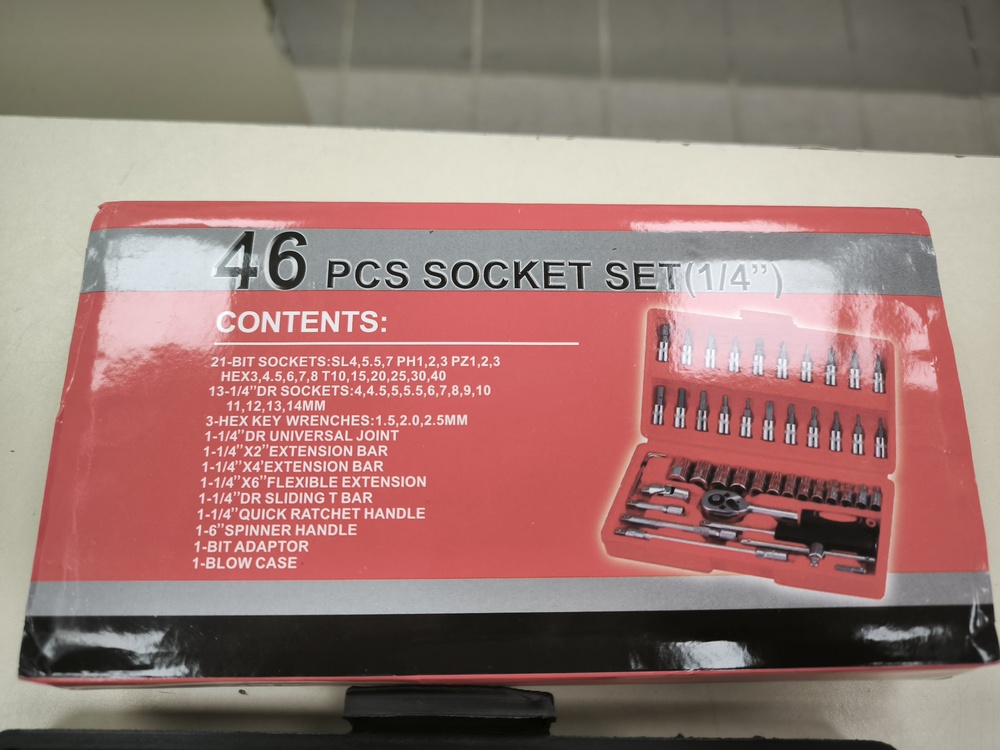 46 PCS SOCKET SET(1/4”)
CONTENTS:
21-BIT SOCKETS:SL4,5.5,7 PH1,2,3 PZ1,2,3
HEX3,4.5,6,7,8 T10,15,20,25,30,40
13-1/4”DR SOCKETS:4,4.5,5,5.5,6,7,8,9,10
11,12,13,14MM
3-HEX KEY WRENCHES:1.5,2.0,2.5MM
1-1/4”DR UNIVERSAL JOINT
1-1/4”X2”EXTENSION BAR
1-1/4”X4’EXTENSION BAR
1-1/4”X6”FLEXIBLE EXTENSION
1-1/4”DR SLIDING T BAR
1-1/4”QUICK RATCHET HANDLE
1-6”SPINNER HANDLE
1-BIT ADAPTOR
1-BLOW CASE